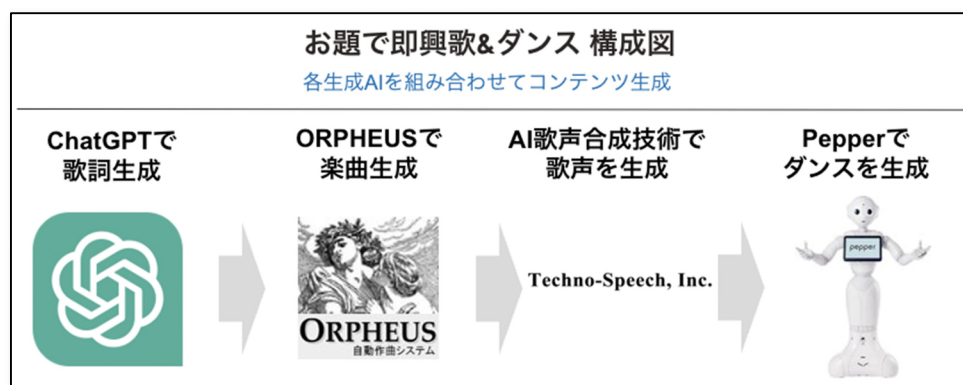 お題で即興歌&ダンス 構成図
各生成AIを組み合わせてコンテンツ生成
ChatGPTで
歌詞生成
ORPHEUSで
楽曲生成
AI歌声合成技術で
歌声を生成
Pepperで
ダンスを生成
ORPHEUS
自動作曲システム
Techno-Speech, Inc.
pepper